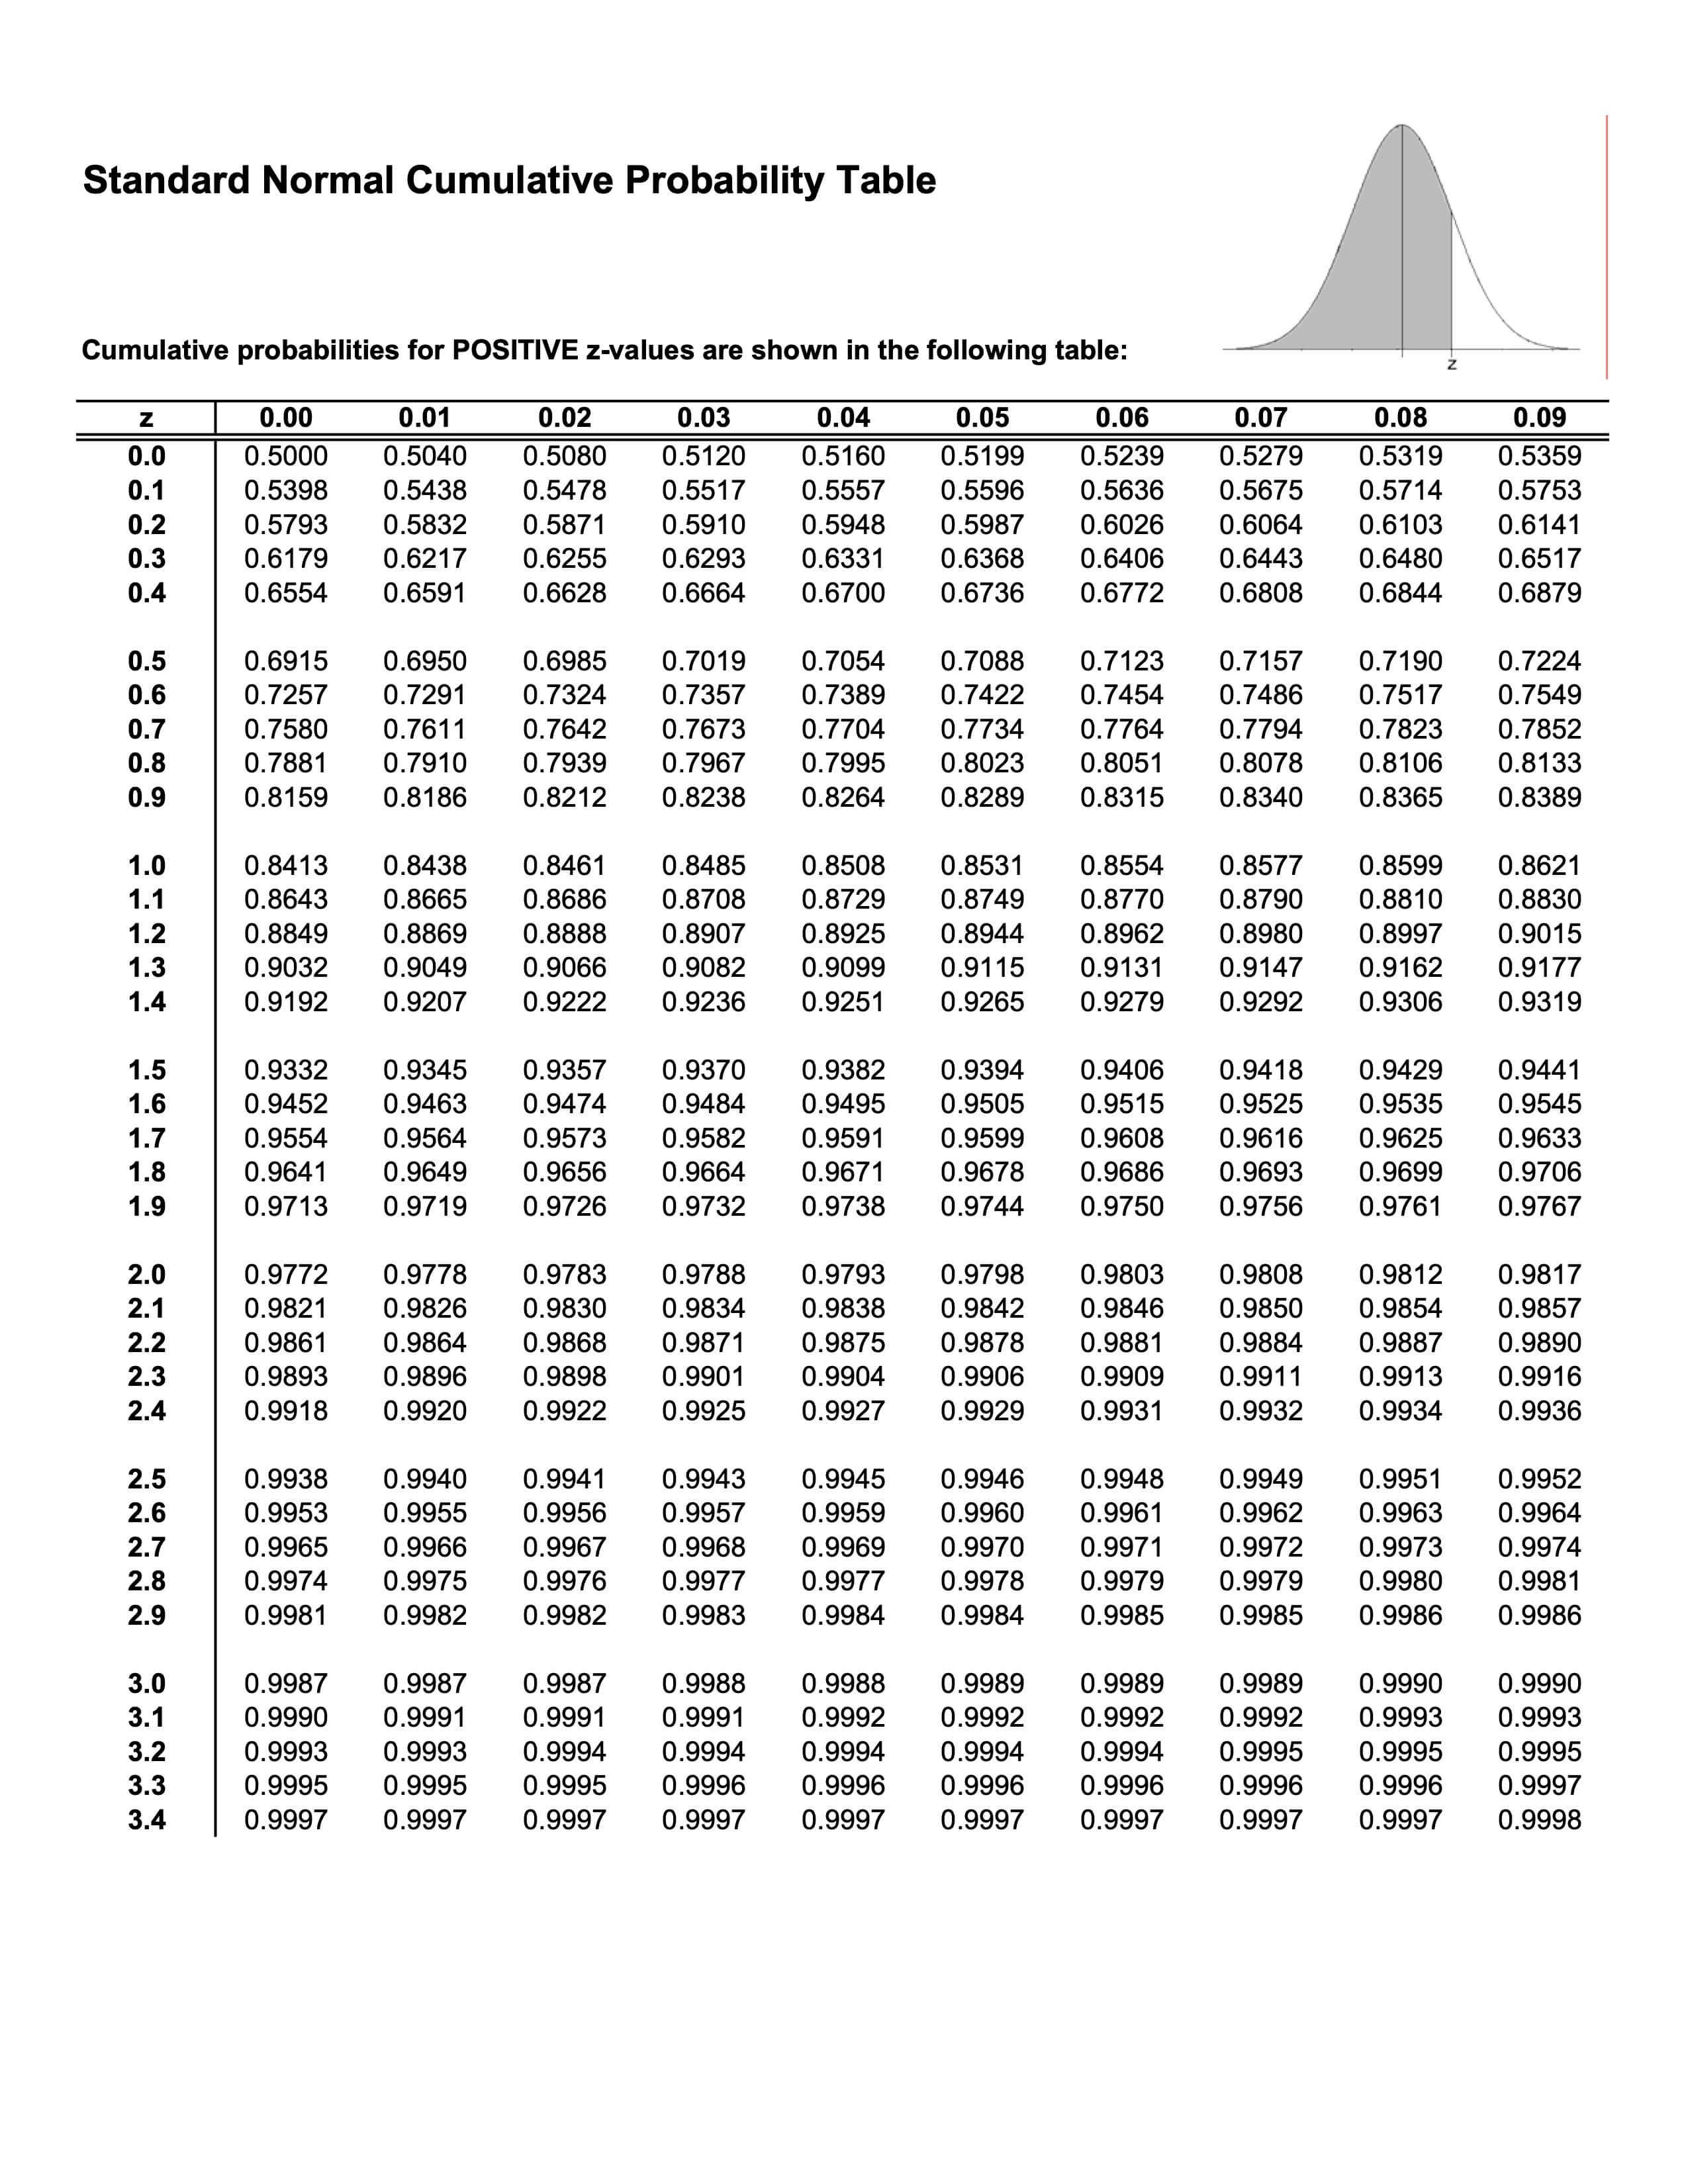 Standard Normal Cumulative Probability Table
Cumulative probabilities for POSITIVE z-values are shown in the following table:
z
z 0.00 0.01 0.02 0.03 0.04 0.05 0.06 0.07 0.08 0.09
0.0 0.5000 0.5040 0.5080 0.5120 0.5160 0.5199 0.5239 0.5279 0.5319 0.5359
0.1 0.5398 0.5438 0.5478 0.5517 0.5557 0.5596 0.5636 0.5675 0.5714 0.5753
0.2 0.5793 0.5832 0.5871 0.5910 0.5948 0.5987 0.6026 0.6064 0.6103 0.6141
0.3 0.6179 0.6217 0.6255 0.6293 0.6331 0.6368 0.6406 0.6443 0.6480 0.6517
0.4 0.6554 0.6591 0.6628 0.6664 0.6700 0.6736 0.6772 0.6808 0.6844 0.6879
0.5 0.6915 0.6950 0.6985 0.7019 0.7054 0.7088 0.7123 0.7157 0.7190 0.7224
0.6 0.7257 0.7291 0.7324 0.7357 0.7389 0.7422 0.7454 0.7486 0.7517 0.7549
0.7 0.7580 0.7611 0.7642 0.7673 0.7704 0.7734 0.7764 0.7794 0.7823 0.7852
0.8 0.7881 0.7910 0.7939 0.7967 0.7995 0.8023 0.8051 0.8078 0.8106 0.8133
0.9 0.8159 0.8186 0.8212 0.8238 0.8264 0.8289 0.8315 0.8340 0.8365 0.8389
1.0 0.8413 0.8438 0.8461 0.8485 0.8508 0.8531 0.8554 0.8577 0.8599 0.8621
1.1 0.8643 0.8665 0.8686 0.8708 0.8729 0.8749 0.8770 0.8790 0.8810 0.8830
1.2 0.8849 0.8869 0.8888 0.8907 0.8925 0.8944 0.8962 0.8980 0.8997 0.9015
1.3 0.9032 0.9049 0.9066 0.9082 0.9099 0.9115 0.9131 0.9147 0.9162 0.9177
1.4 0.9192 0.9207 0.9222 0.9236 0.9251 0.9265 0.9279 0.9292 0.9306 0.9319
1.5 0.9332 0.9345 0.9357 0.9370 0.9382 0.9394 0.9406 0.9418 0.9429 0.9441
1.6 0.9452 0.9463 0.9474 0.9484 0.9495 0.9505 0.9515 0.9525 0.9535 0.9545
1.7 0.9554 0.9564 0.9573 0.9582 0.9591 0.9599 0.9608 0.9616 0.9625 0.9633
1.8 0.9641 0.9649 0.9656 0.9664 0.9671 0.9678 0.9686 0.9693 0.9699 0.9706
1.9 0.9713 0.9719 0.9726 0.9732 0.9738 0.9744 0.9750 0.9756 0.9761 0.9767
2.0 0.9772 0.9778 0.9783 0.9788 0.9793 0.9798 0.9803 0.9808 0.9812 0.9817
2.1 0.9821 0.9826 0.9830 0.9834 0.9838 0.9842 0.9846 0.9850 0.9854 0.9857
2.2 0.9861 0.9864 0.9868 0.9871 0.9875 0.9878 0.9881 0.9884 0.9887 0.9890
2.3 0.9893 0.9896 0.9898 0.9901 0.9904 0.9906 0.9909 0.9911 0.9913 0.9916
2.4 0.9918 0.9920 0.9922 0.9925 0.9927 0.9929 0.9931 0.9932 0.9934 0.9936
2.5 0.9938 0.9940 0.9941 0.9943 0.9945 0.9946 0.9948 0.9949 0.9951 0.9952
2.6 0.9953 0.9955 0.9956 0.9957 0.9959 0.9960 0.9961 0.9962 0.9963 0.9964
2.7 0.9965 0.9966 0.9967 0.9968 0.9969 0.9970 0.9971 0.9972 0.9973 0.9974
2.8 0.9974 0.9975 0.9976 0.9977 0.9977 0.9978 0.9979 0.9979 0.9980 0.9981
2.9 0.9981 0.9982 0.9982 0.9983 0.9984 0.9984 0.9985 0.9985 0.9986 0.9986
3.0 0.9987 0.9987 0.9987 0.9988 0.9988 0.9989 0.9989 0.9989 0.9990 0.9990
3.1 0.9990 0.9991 0.9991 0.9991 0.9992 0.9992 0.9992 0.9992 0.9993 0.9993
3.2 0.9993 0.9993 0.9994 0.9994 0.9994 0.9994 0.9994 0.9995 0.9995 0.9995
3.3 0.9995 0.9995 0.9995 0.9996 0.9996 0.9996 0.9996 0.9996 0.9996 0.9997
3.4 0.9997 0.9997 0.9997 0.9997 0.9997 0.9997 0.9997 0.9997 0.9997 0.9998